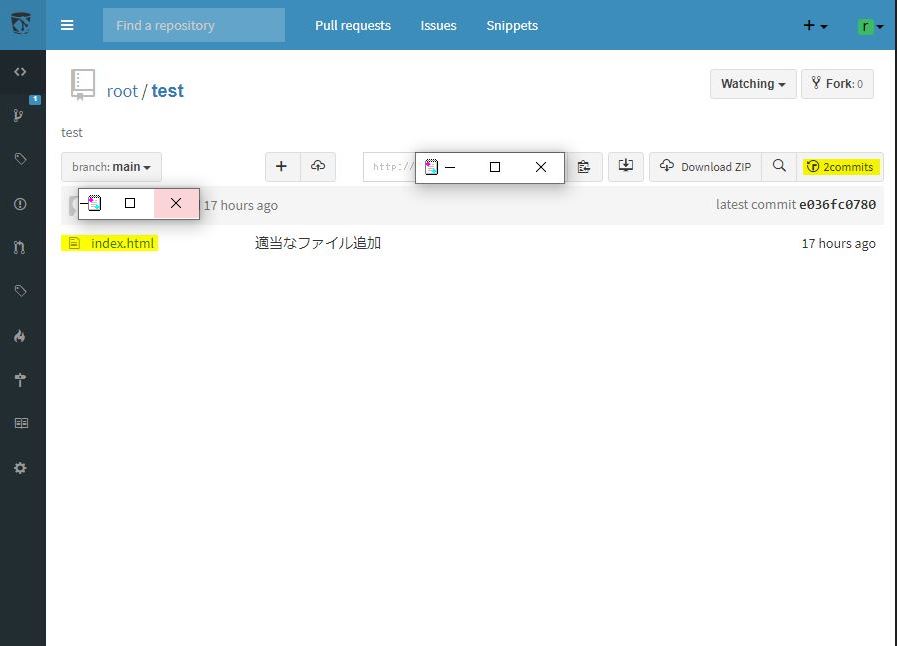 Find a repository Pull requests Issues Snippets r
1
root / test
Watching Fork: 0
test
branch: main http:// Download ZIP 2commits
17 hours ago latest commit e036fc0780
index.html 適当なファイル追加 17 hours ago